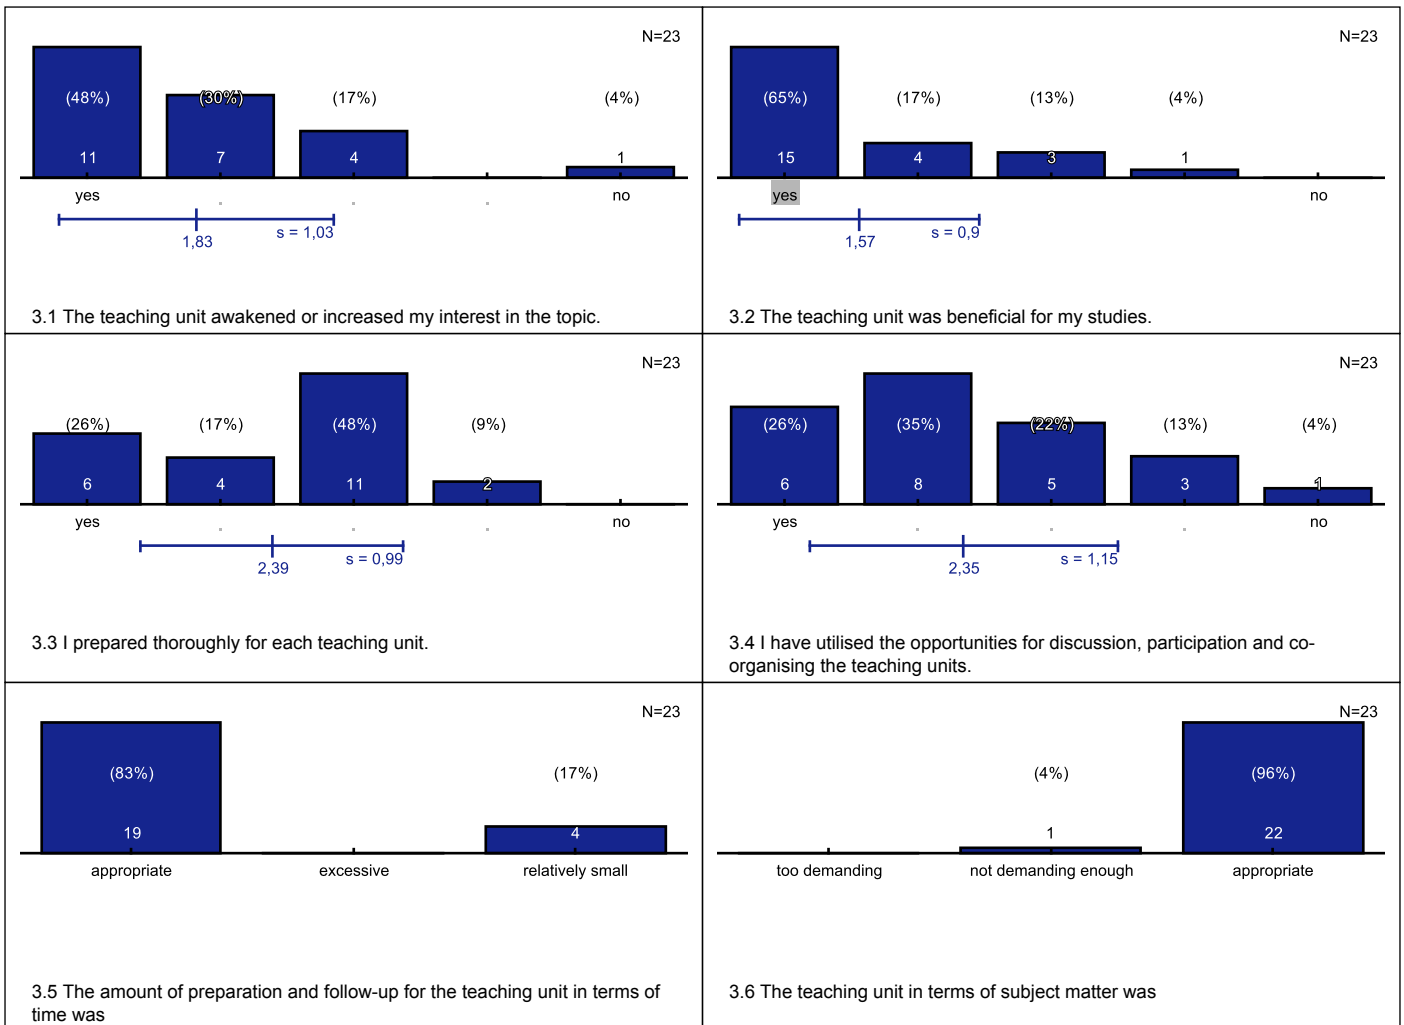 N=23
(48%) (30%) (17%) (4%)
11 7 4 1
yes . . . no
1,83 s = 1,03
3.1 The teaching unit awakened or increased my interest in the topic.
N=23
(65%) (17%) (13%) (4%)
15 4 3 1
yes no
1,57 s = 0,9
3.2 The teaching unit was beneficial for my studies.
N=23
(26%) (17%) (48%) (9%)
6 4 11 2
yes . . . no
2,39 s = 0,99
3.3 I prepared thoroughly for each teaching unit.
N=23
(26%) (35%) (22%) (13%) (4%)
6 8 5 3 1
yes . . . no
2,35 s = 1,15
3.4 I have utilised the opportunities for discussion, participation and co-
organising the teaching units.
N=23
(83%) (17%)
19 4
appropriate excessive relatively small
3.5 The amount of preparation and follow-up for the teaching unit in terms of
time was
N=23
(4%) (96%)
1 22
too demanding not demanding enough appropriate
3.6 The teaching unit in terms of subject matter was